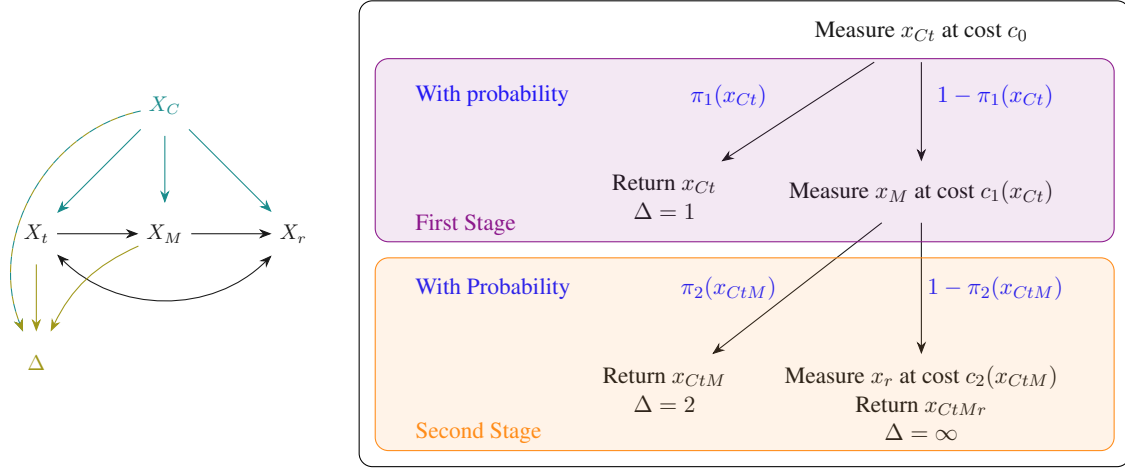 X_C
X_t
X_M
X_r
Δ
Measure x_{Ct} at cost c_0
With probability
π_1(x_{Ct})
1 − π_1(x_{Ct})
Return x_{Ct}
Δ = 1
Measure x_M at cost c_1(x_{Ct})
First Stage
With Probability
π_2(x_{CtM})
1 − π_2(x_{CtM})
Return x_{CtM}
Δ = 2
Measure x_r at cost c_2(x_{CtM})
Return x_{CtMr}
Δ = ∞
Second Stage